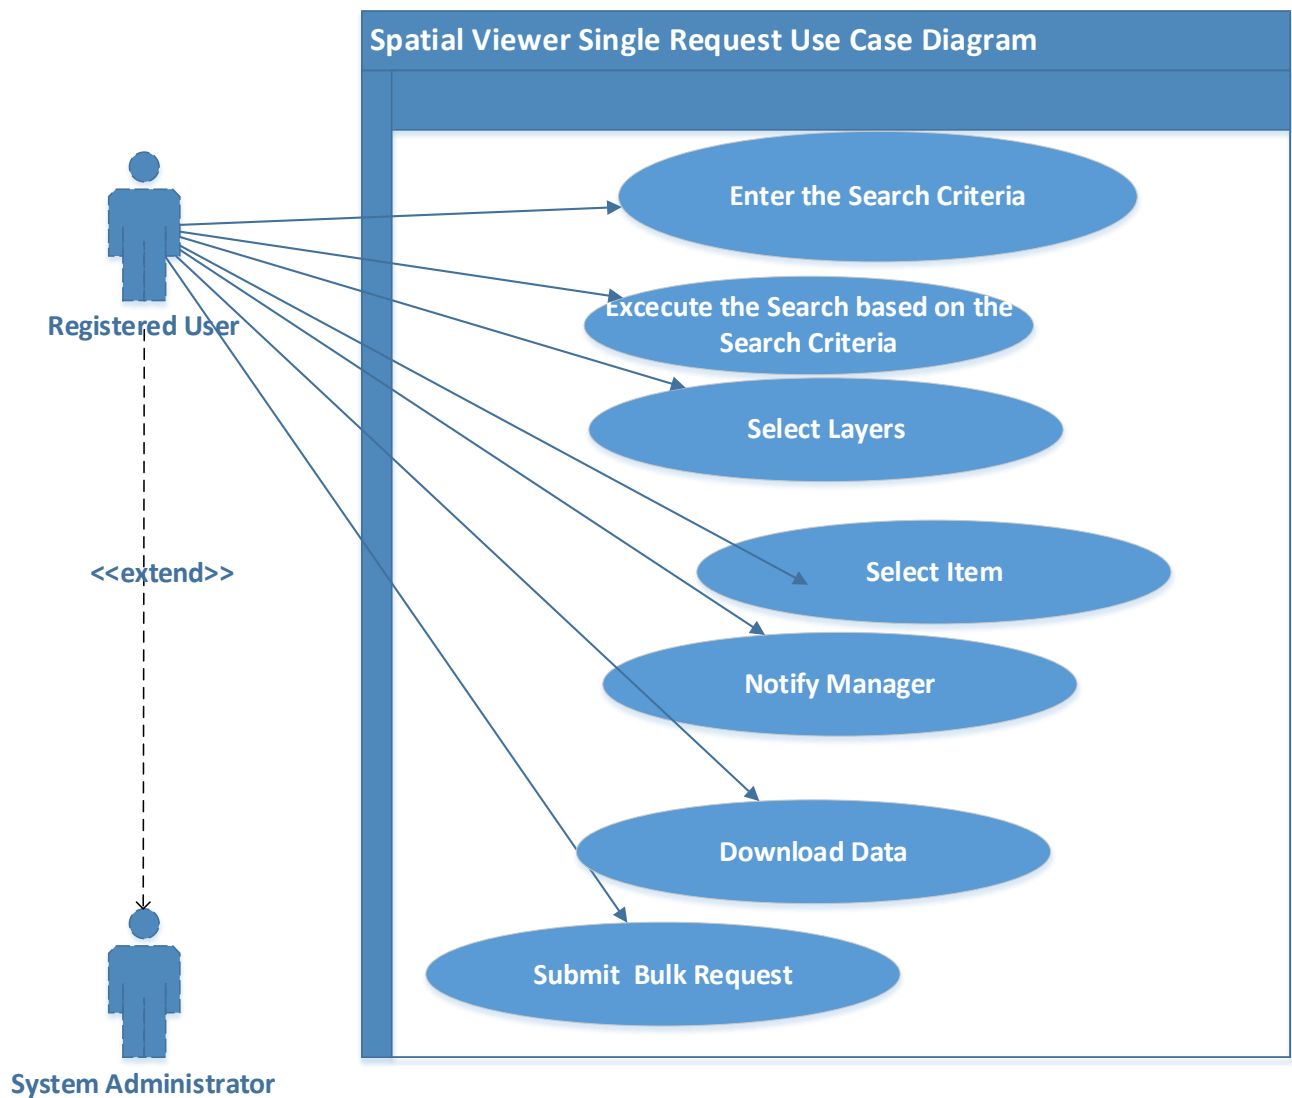 Spatial Viewer Single Request Use Case Diagram
Enter the Search Criteria
Registered User
Excecute the Search based on the
Search Criteria
Select Layers
<<extend>>
Select Item
Notify Manager
Download Data
Submit  Bulk Request
System Administrator